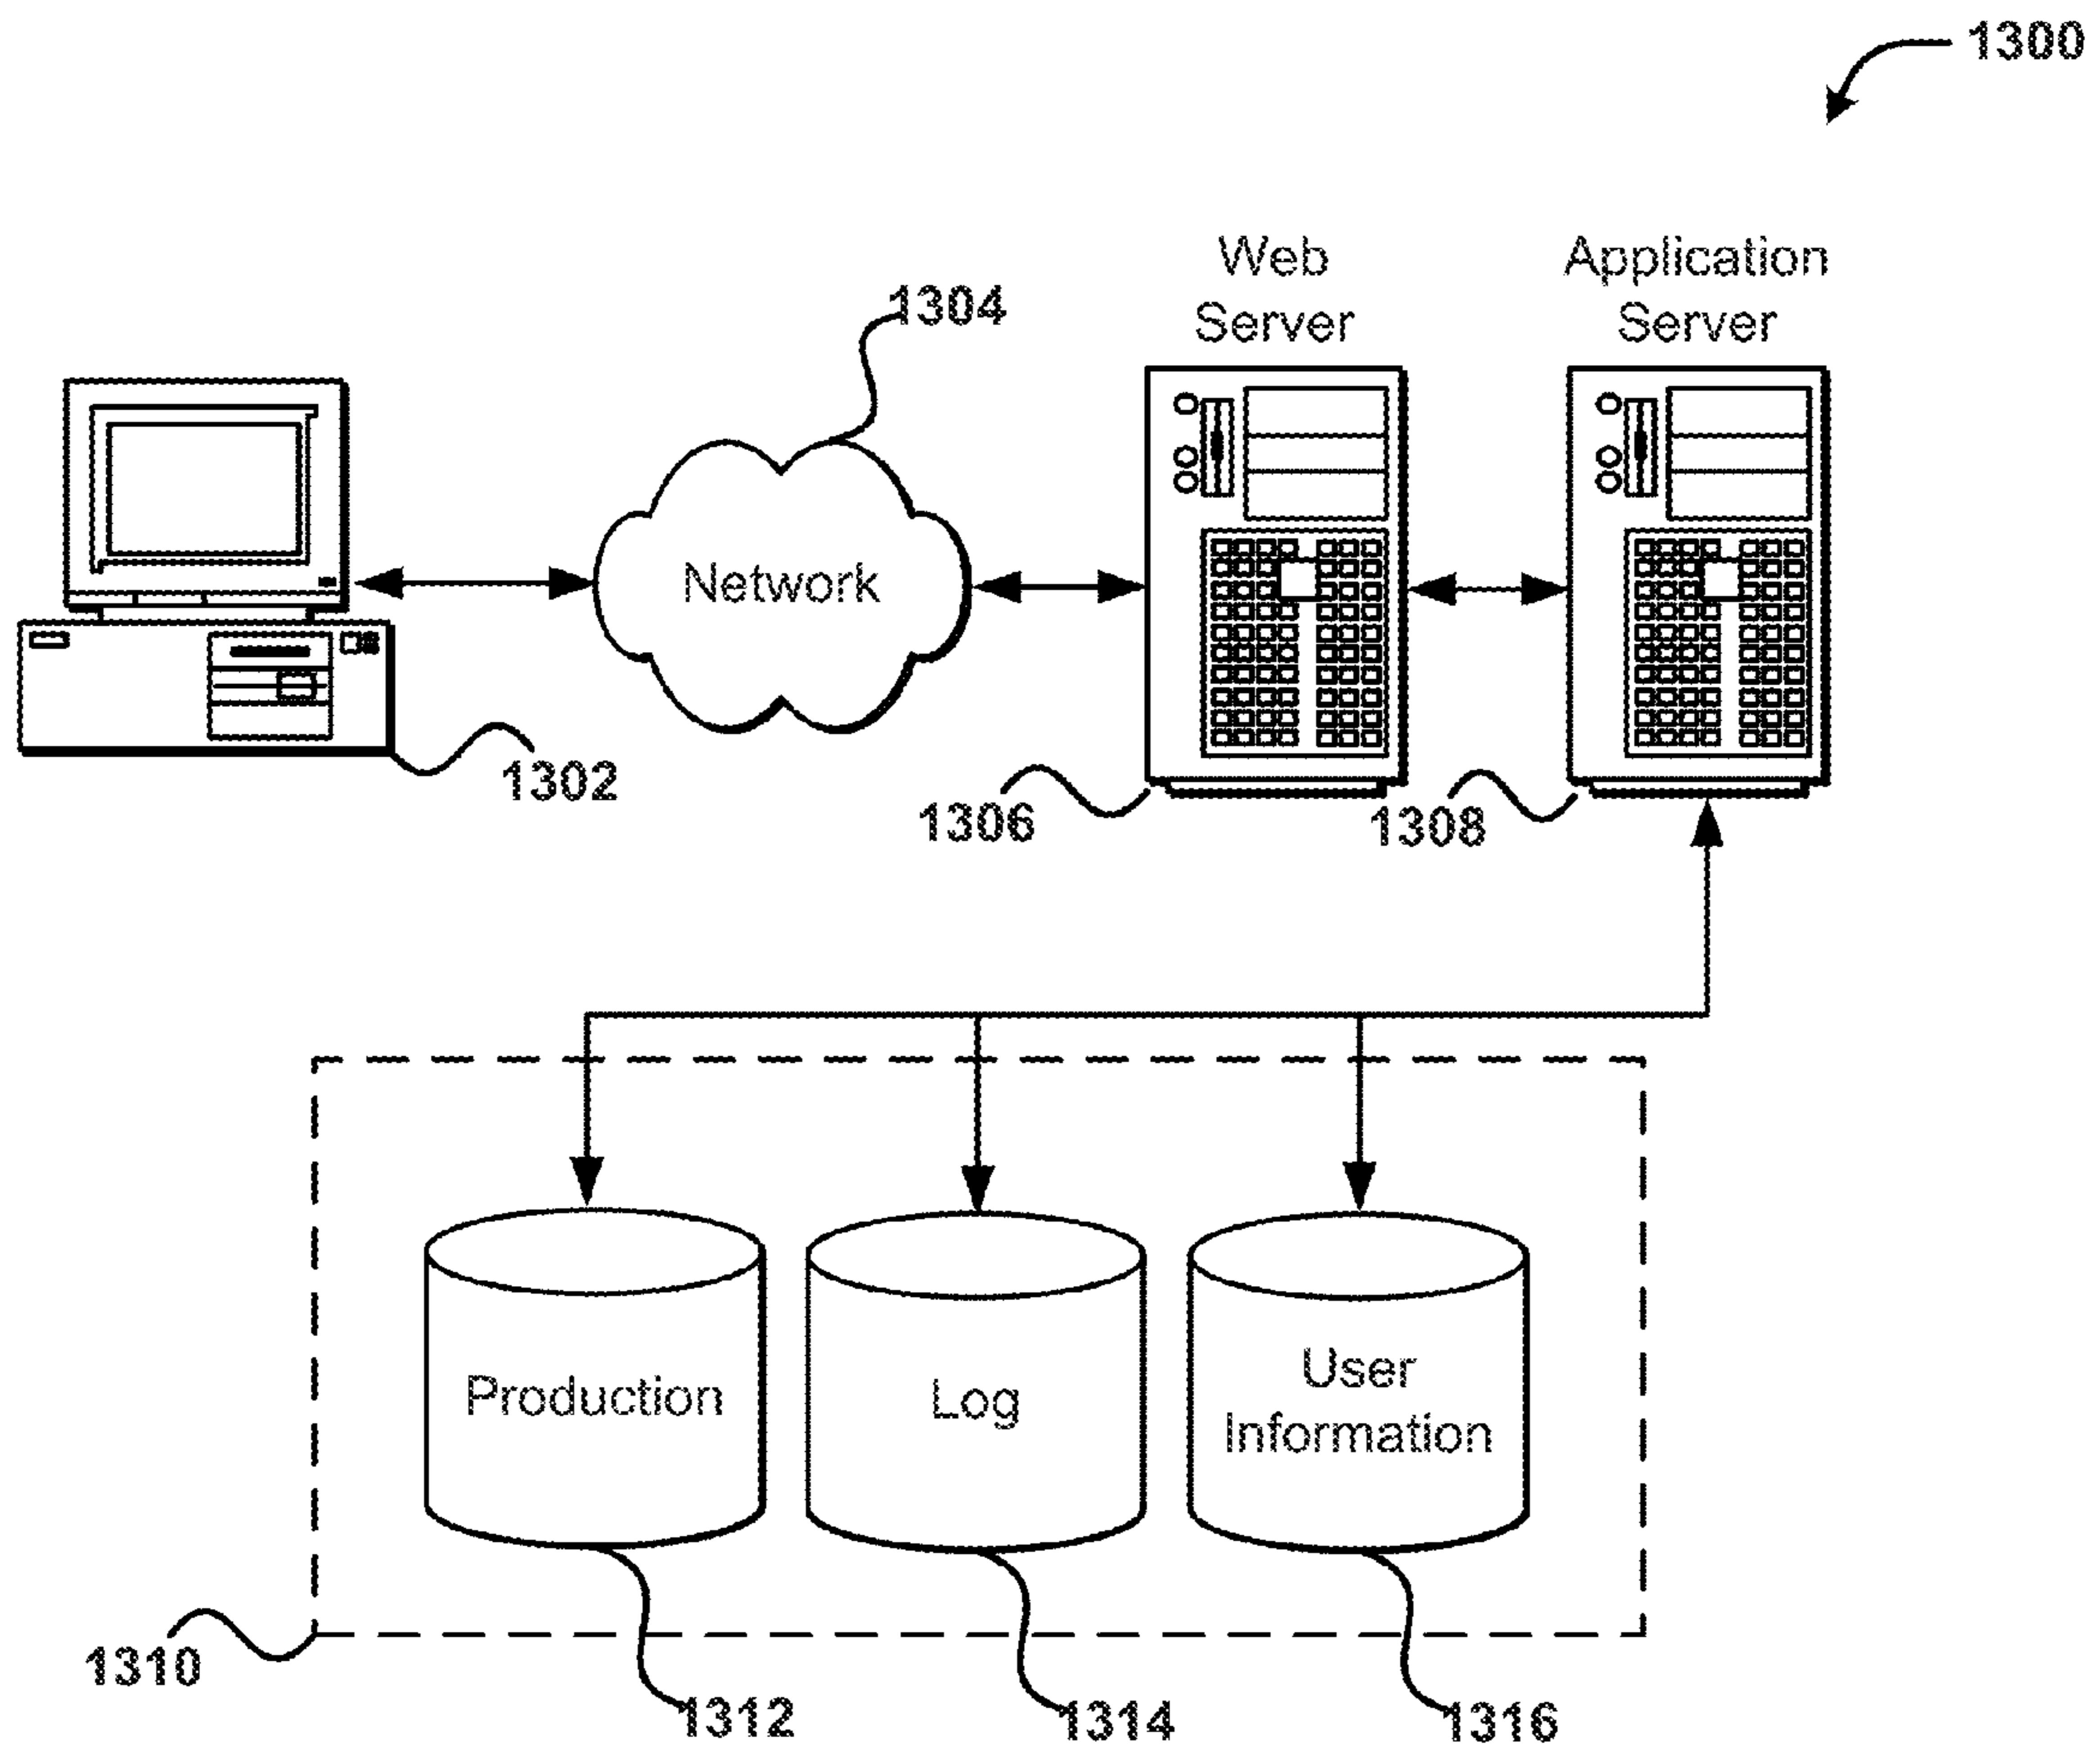 1300
Web
Server
Application
Server
1304
Network
1302
1306
1308
Production
Log
User
Information
1310
1312
1314
1316